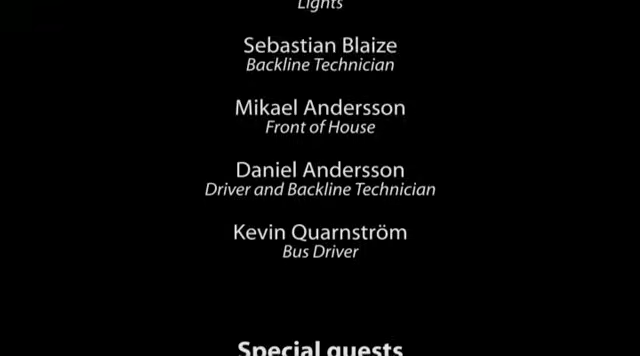 Lights
Sebastian Blaize
Backline Technician
Mikael Andersson
Front of House
Daniel Andersson
Driver and Backline Technician
Kevin Quarnström
Bus Driver
Special guests